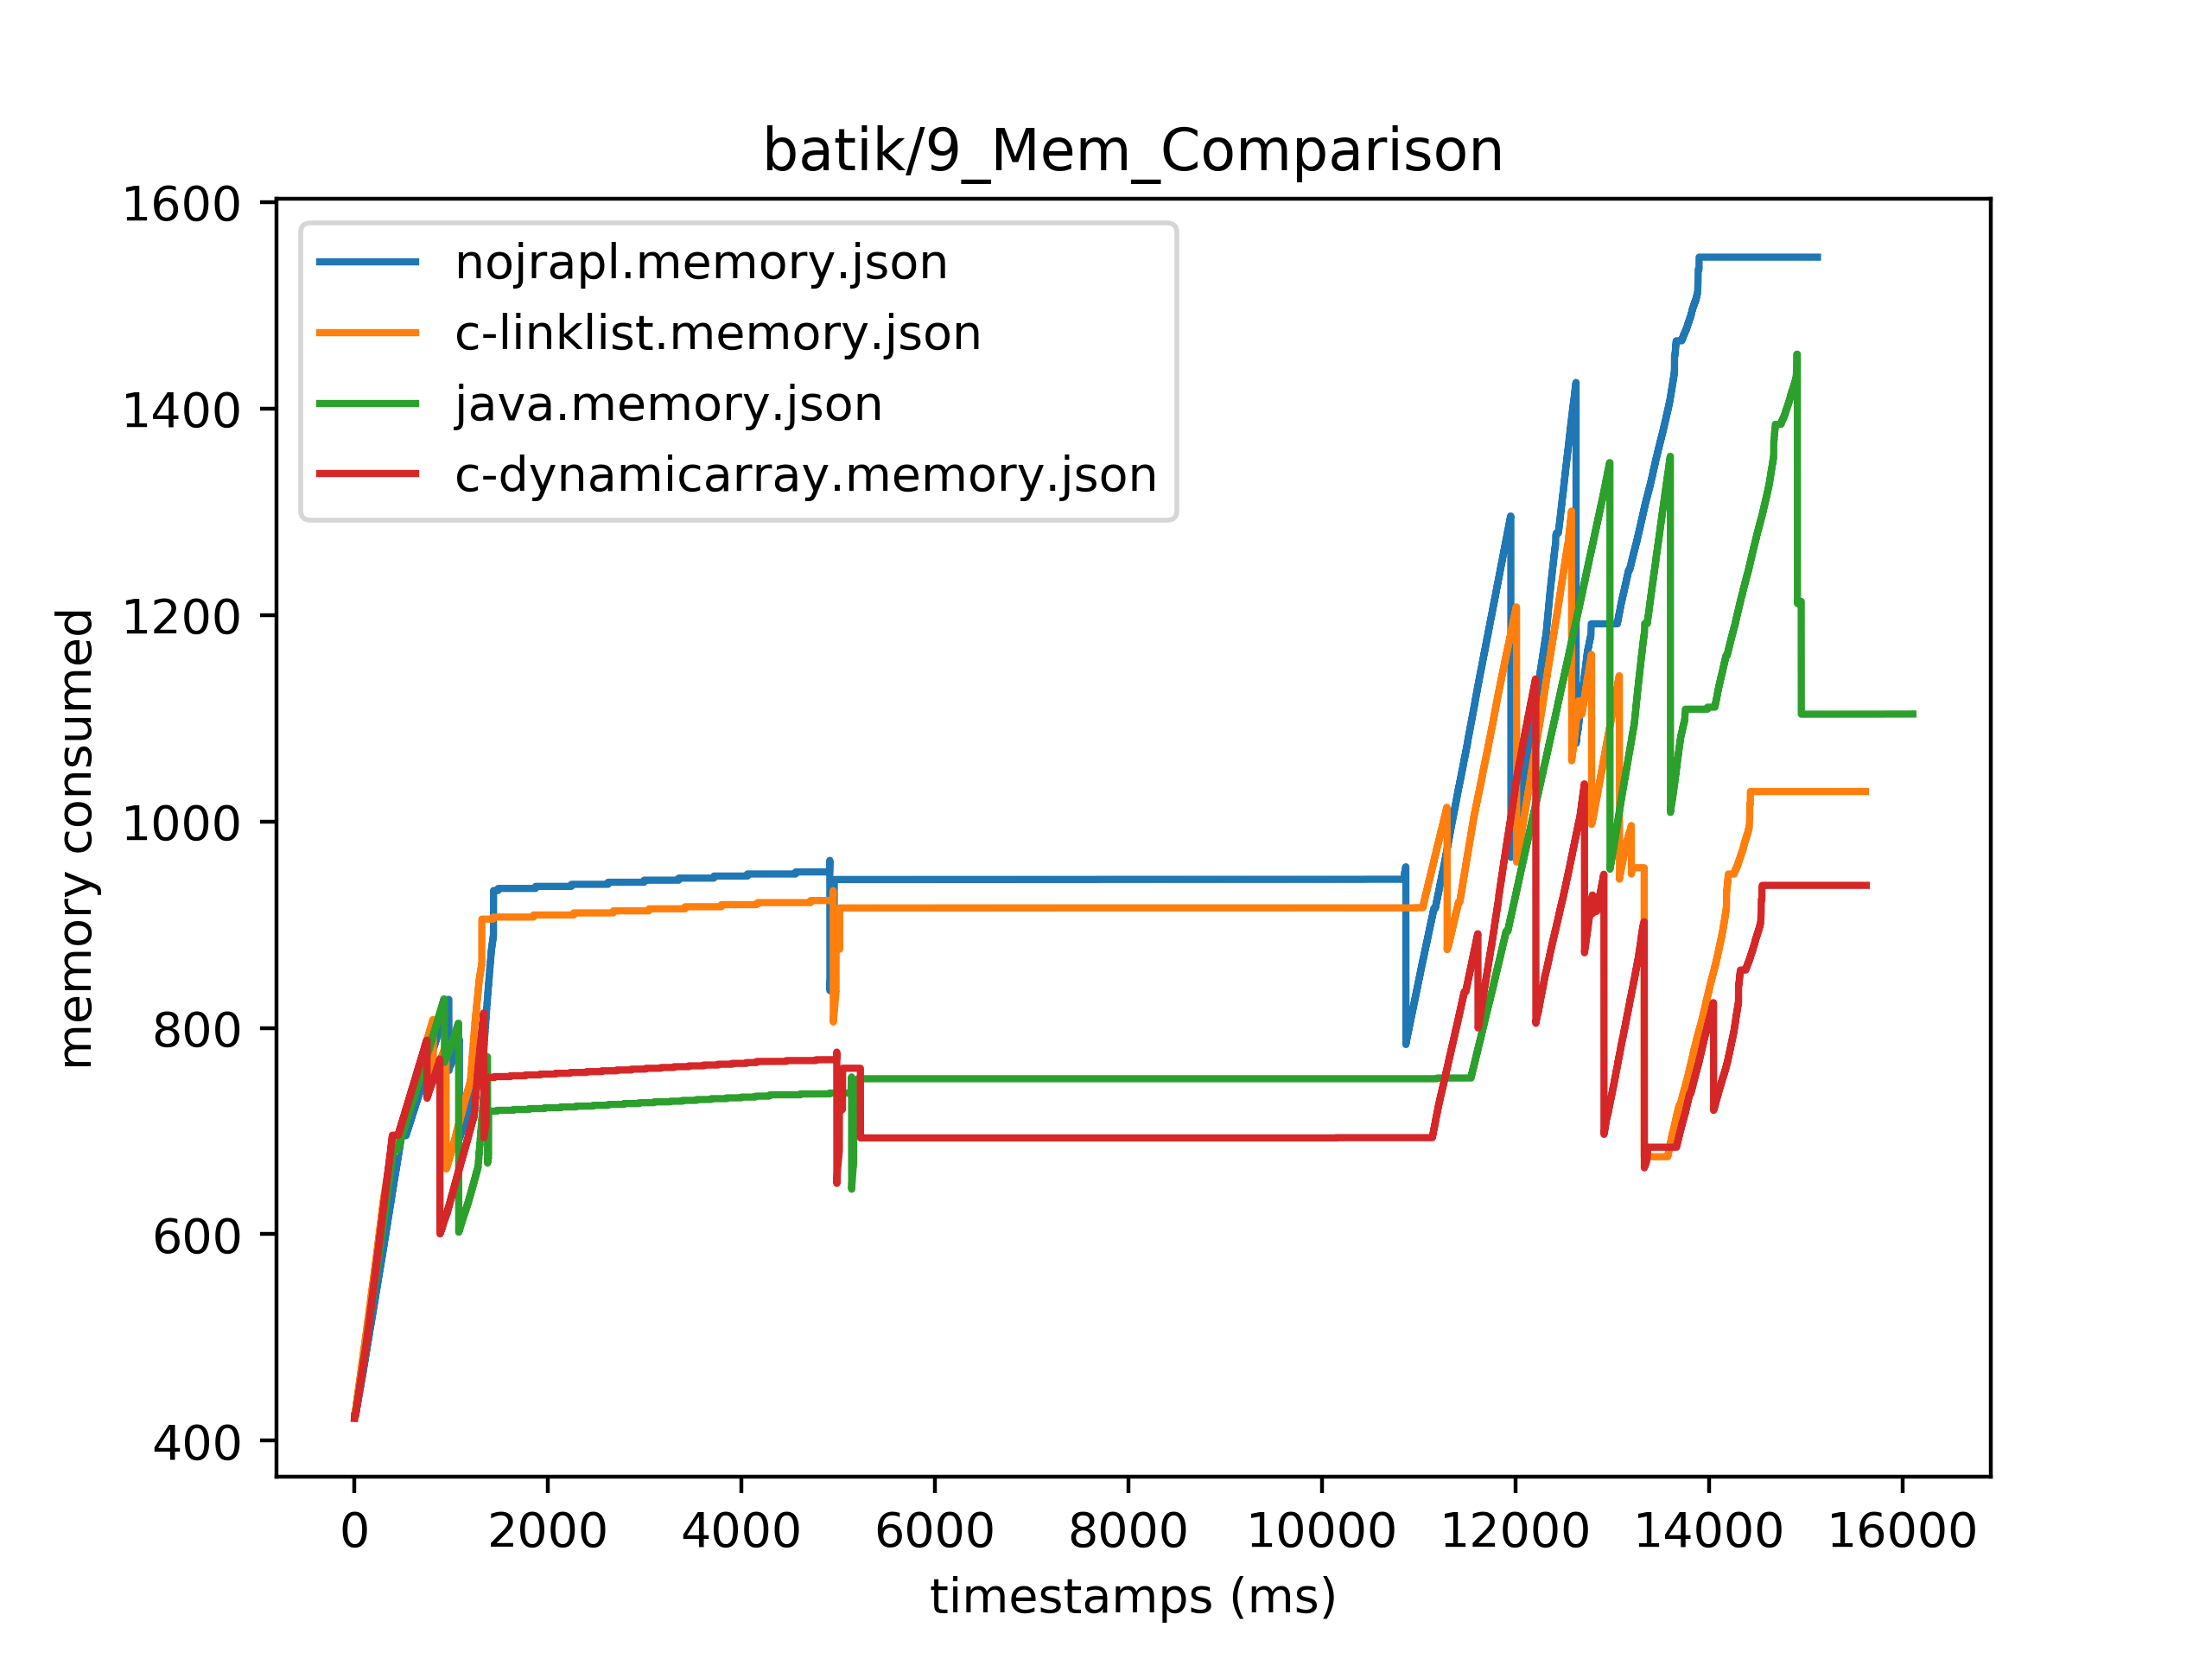 batik/9_Mem_Comparison
1600
1400
1200
1000
800
600
400
memory consumed
nojrapl.memory.json
c-linklist.memory.json
java.memory.json
c-dynamicarray.memory.json
0 2000 4000 6000 8000 10000 12000 14000 16000
timestamps (ms)